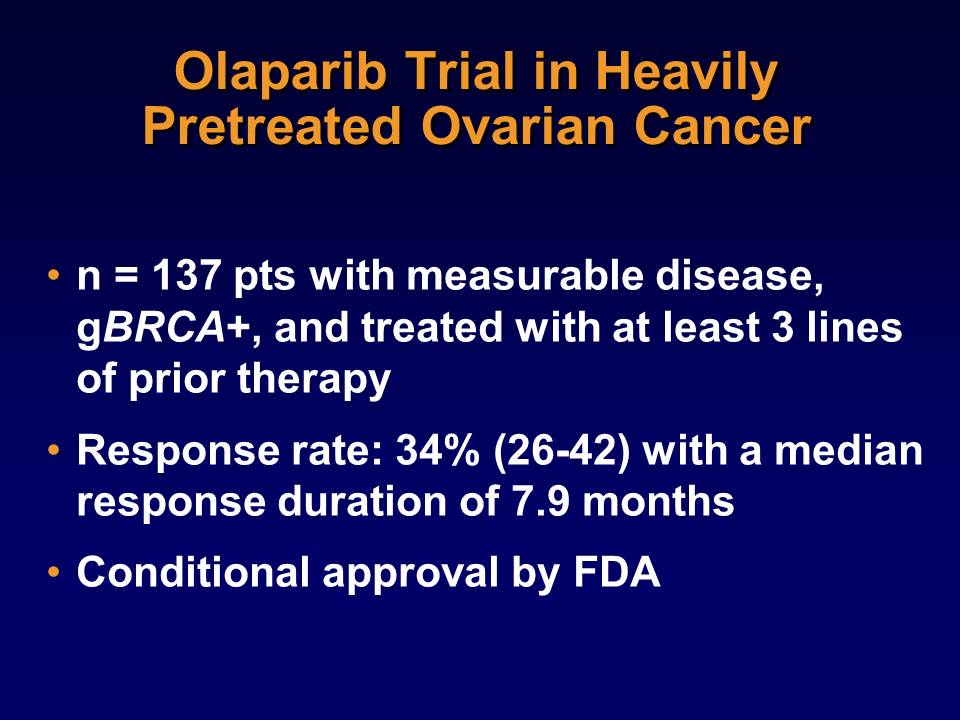 Olaparib Trial in Heavily
Pretreated Ovarian Cancer
• n = 137 pts with measurable disease,
gBRCA+, and treated with at least 3 lines
of prior therapy
• Response rate: 34% (26-42) with a median
response duration of 7.9 months
• Conditional approval by FDA